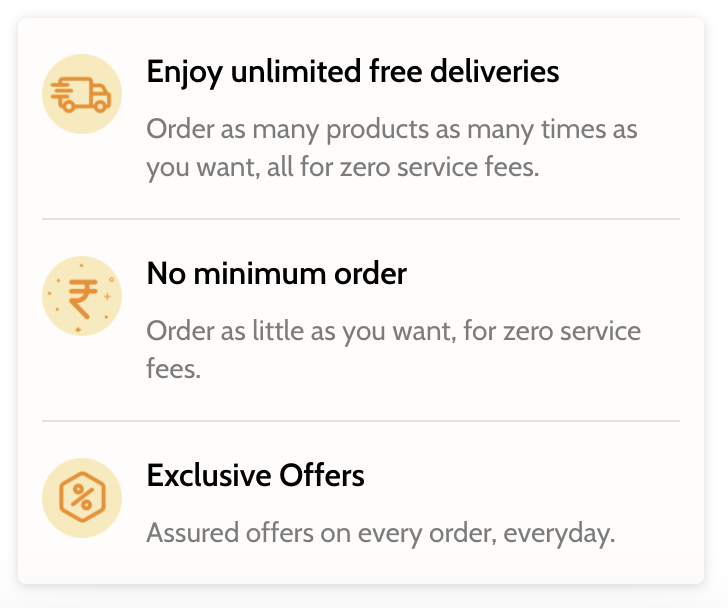 Enjoy unlimited free deliveries
Order as many products as many times as
you want, all for zero service fees.
₹
No minimum order
Order as little as you want, for zero service
fees.
%
Exclusive Offers
Assured offers on every order, everyday.